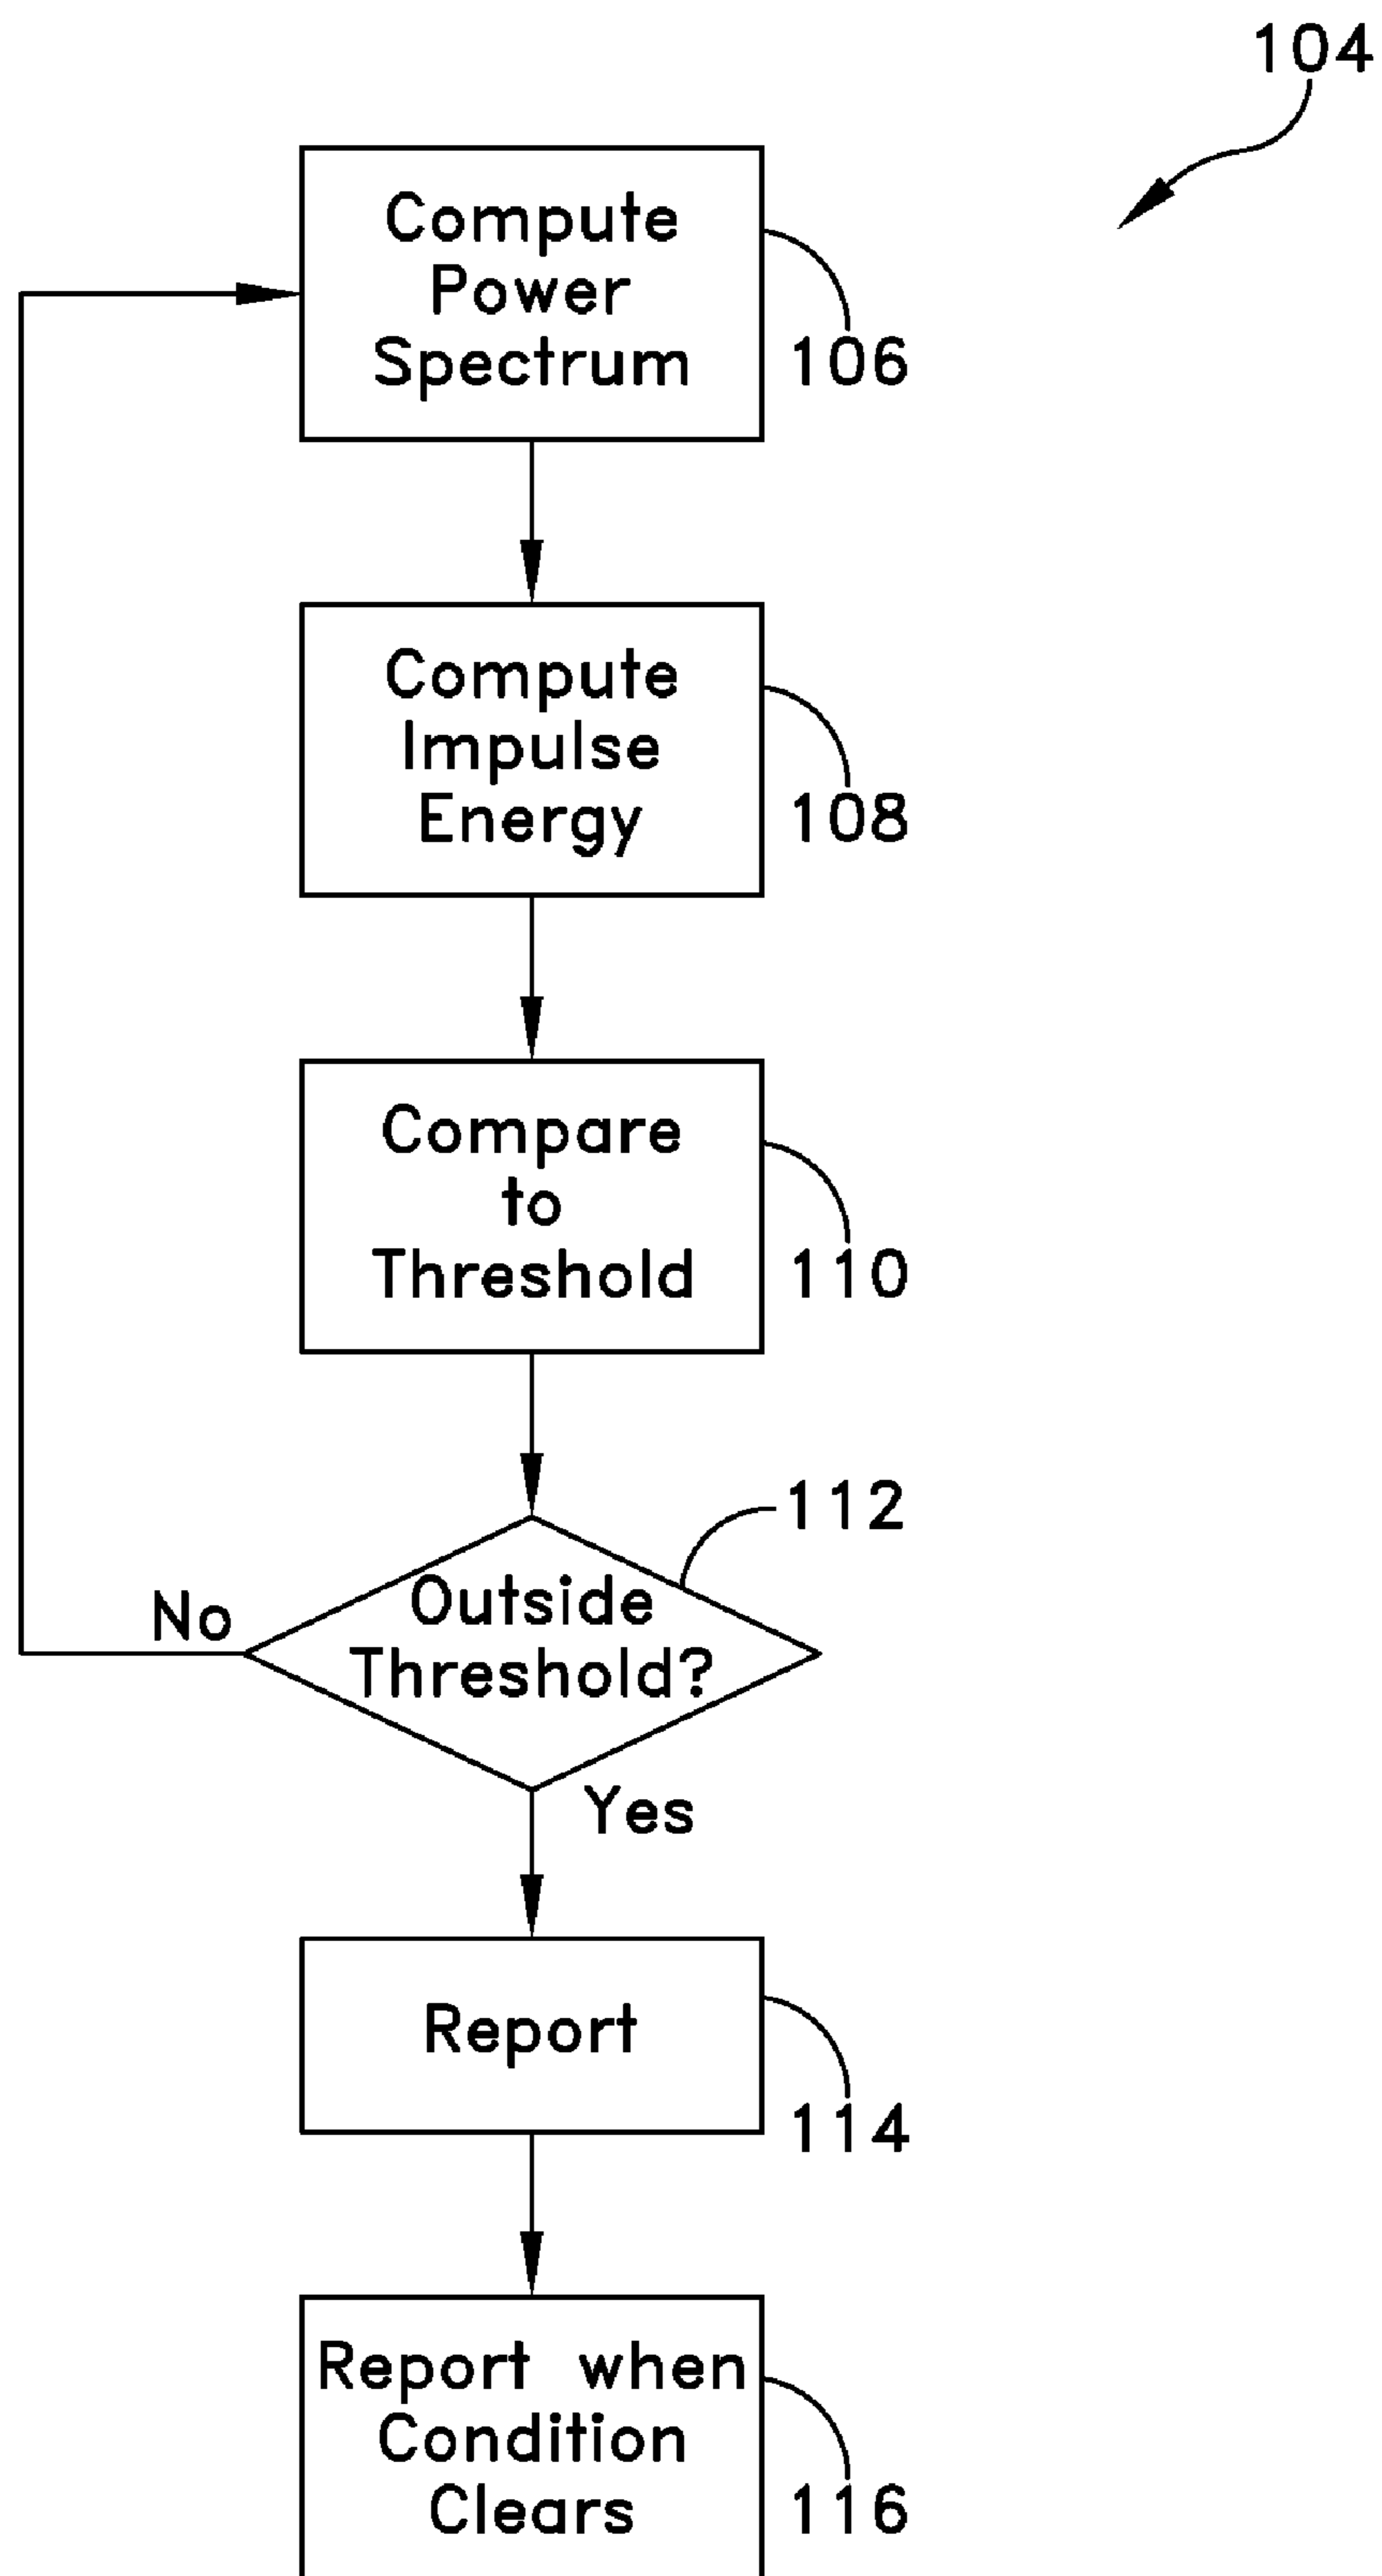 104
Compute
Power
Spectrum
106
Compute
Impulse
Energy
108
Compare
to
Threshold
110
112
Outside
Threshold?
No
Yes
Report
114
Report when
Condition
Clears
116